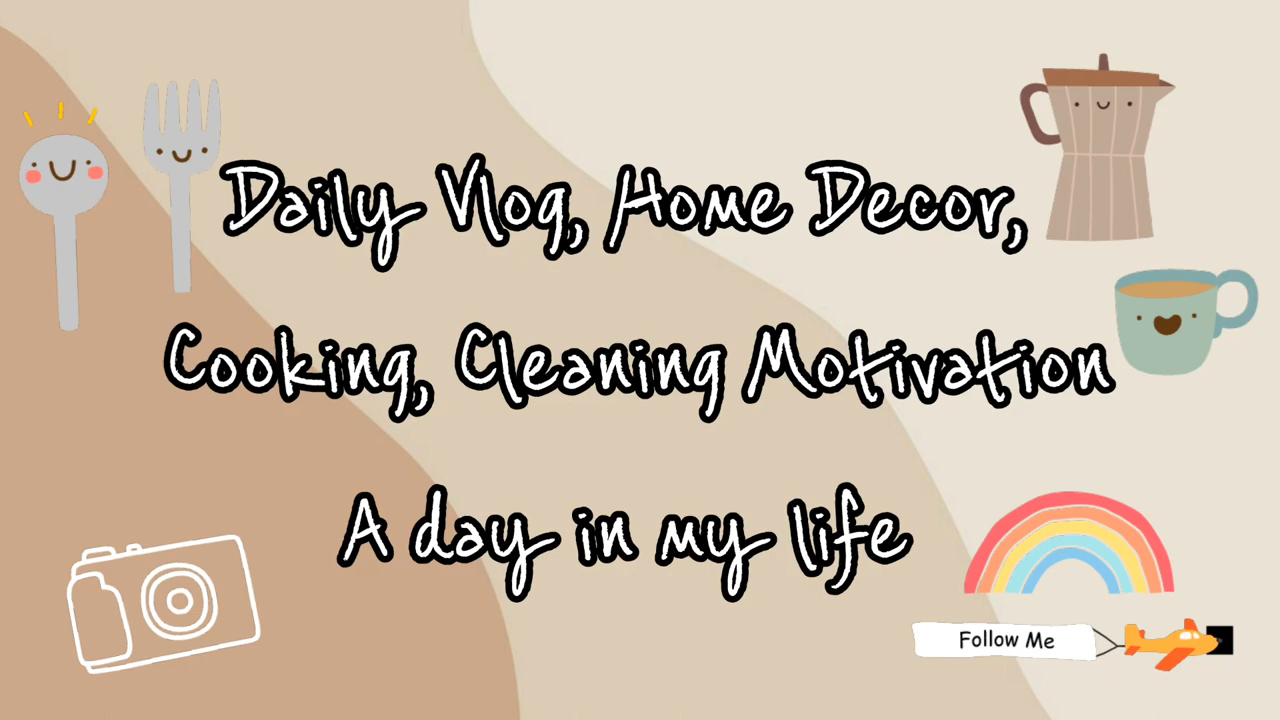 Daily Vlog, Home Decor,
Cooking, Cleaning Motivation
A day in my life
Follow Me